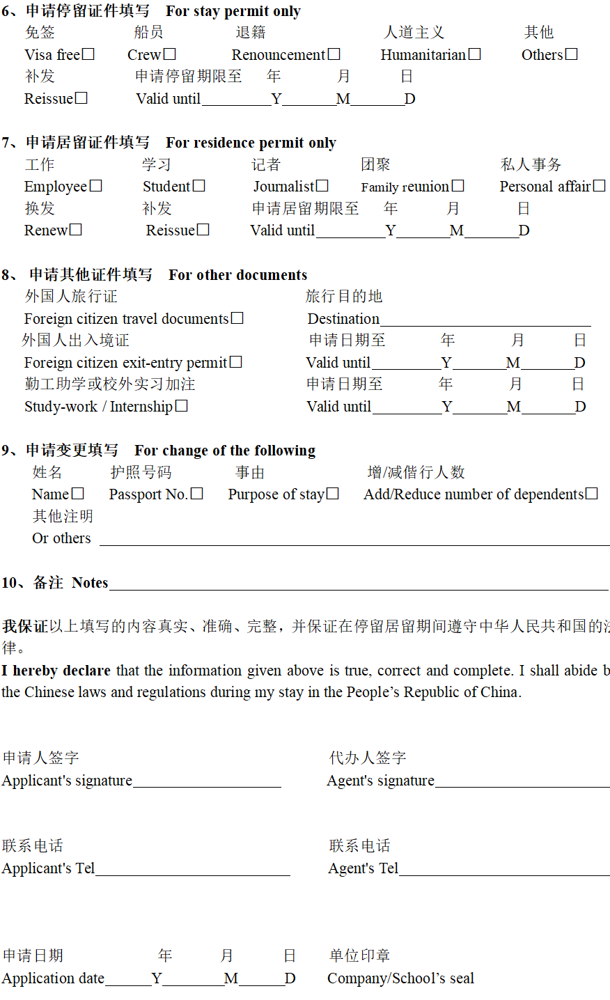 6、申请停留证件填写 For stay permit only
免签 船员 退籍 人道主义 其他
Visa free□ Crew□ Renouncement□ Humanitarian□ Others□
补发 申请停留期限至 年 月 日
Reissue□ Valid until_________Y_______M_______D
7、申请居留证件填写 For residence permit only
工作 学习 记者 团聚 私人事务
Employee□ Student□ Journalist□ Family reunion□ Personal affair□
换发 补发 申请居留期限至 年 月 日
Renew□ Reissue□ Valid until_________Y_______M_______D
8、 申请其他证件填写 For other documents
外国人旅行证 旅行目的地
Foreign citizen travel documents□ Destination___________________________
外国人出入境证 申请日期至 年 月 日
Foreign citizen exit-entry permit□ Valid until_________Y_______M_______D
勤工助学或校外实习加注 申请日期至 年 月 日
Study-work / Internship□ Valid until_________Y_______M_______D
9、申请变更填写 For change of the following
姓名 护照号码 事由 增/减偕行人数
Name□ Passport No.□ Purpose of stay□ Add/Reduce number of dependents□
其他注明
Or others ____________________________________________________________
10、备注 Notes____________________________________________________________
我保证以上填写的内容真实、准确、完整，并保证在停留居留期间遵守中华人民共和国的法
律。
I hereby declare that the information given above is true, correct and complete. I shall abide b
the Chinese laws and regulations during my stay in the People’s Republic of China.
申请人签字 代办人签字
Applicant's signature___________________ Agent's signature______________________
联系电话 联系电话
Applicant's Tel_________________________ Agent's Tel___________________________
申请日期 年 月 日 单位印章
Application date______Y________M______D Company/School’s seal